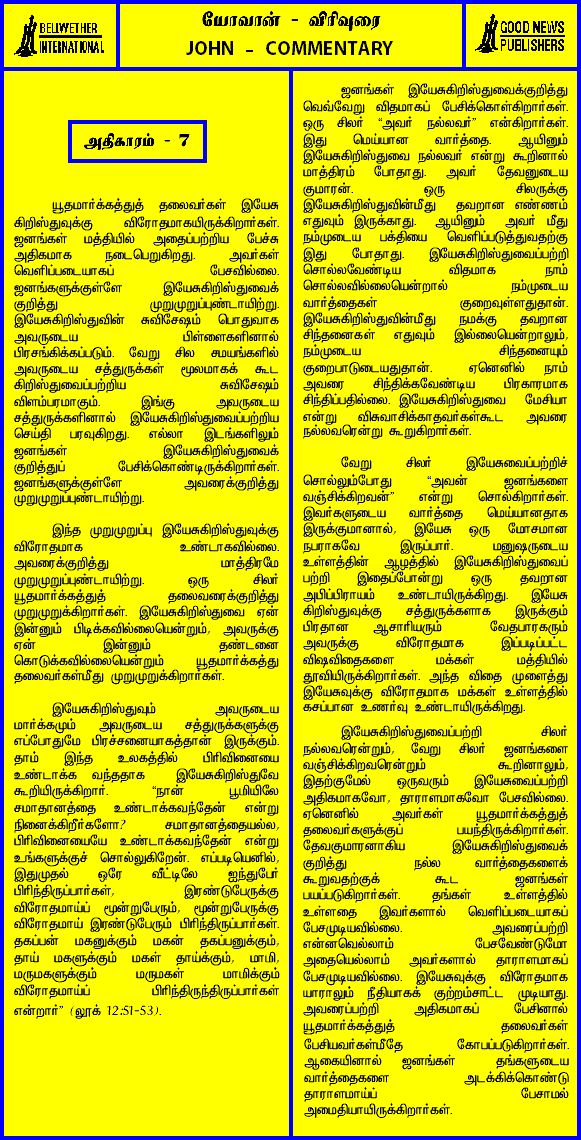 BELWETHER
INTERNATIONAL
யோவான் - விரிவுரை
JOHN - COMMENTARY
GOOD NEWS
PUBLISHERS
அதிகாரம் - 7
யூதமார்க்கத்துத் தலைவர்கள் இயேசு
கிறிஸ்துவுக்கு விரோதமாகயிருக்கிறார்கள்.
ஜனங்கள் மத்தியில் அதைப்பற்றிய பேச்சு
அதிகமாக நடைபெறுகிறது. அவர்கள்
வெளிப்படையாகப் பேசவில்லை.
ஜனங்களுக்குள்ளே இயேசுகிறிஸ்துவைக்
குறித்து முறுமுறுப்புண்டாயிற்று.
இயேசுகிறிஸ்துவின் சுவிசேஷம் பொதுவாக
அவருடைய பிள்ளைகளினால்
பிரசங்கிக்கப்படும். வேறு சில சமயங்களில்
அவருடைய சத்துருக்கள் மூலமாகக் கூட
கிறிஸ்துவைப்பற்றிய சுவிசேஷம்
விளம்பரமாகும். இங்கு அவருடைய
சத்துருக்களினால் இயேசுகிறிஸ்துவைப்பற்றிய
செய்தி பரவுகிறது. எல்லா இடங்களிலும்
ஜனங்கள் இயேசுகிறிஸ்துவைக்
குறித்துப் பேசிக்கொண்டிருக்கிறார்கள்.
ஜனங்களுக்குள்ளே அவரைக்குறித்து
முறுமுறுப்புண்டாயிற்று.
இந்த முறுமுறுப்பு இயேசுகிறிஸ்துவுக்கு
விரோதமாக உண்டாகவில்லை.
அவரைக்குறித்து மாத்திரமே
முறுமுறுப்புண்டாயிற்று. ஒரு சிலர்
யூதமார்க்கத்துத் தலைவரைக்குறித்து
முறுமுறுக்கிறார்கள். இயேசுகிறிஸ்துவை ஏன்
இன்னும் பிடிக்கவில்லையென்றும், அவருக்கு
ஏன் இன்னும் தண்டனை
கொடுக்கவில்லையென்றும் யூதமார்க்கத்து
தலைவர்கள்மீது முறுமுறுக்கிறார்கள்.
இயேசுகிறிஸ்துவும் அவருடைய
மார்க்கமும் அவருடைய சத்துருக்களுக்கு
எப்போதுமே பிரச்சனையாகத்தான் இருக்கும்.
தாம் இந்த உலகத்தில் பிரிவினையை
உண்டாக்க வந்ததாக இயேசுகிறிஸ்துவே
கூறியிருக்கிறார். "நான் பூமியிலே
சமாதானத்தை உண்டாக்கவந்தேன் என்று
நினைக்கிறீர்களோ? சமாதானத்தையல்ல,
பிரிவினையையே உண்டாக்கவந்தேன் என்று
உங்களுக்குச் சொல்லுகிறேன். எப்படியெனில்,
இதுமுதல் ஒரே வீட்டிலே ஐந்துபேர்
பிரிந்திருப்பார்கள், இரண்டுபேருக்கு
விரோதமாய்ப் மூன்றுபேரும், மூன்றுபேருக்கு
விரோதமாய் இரண்டுபேரும் பிரிந்திருப்பார்கள்.
தகப்பன் மகனுக்கும் மகன் தகப்பனுக்கும்,
தாய் மகளுக்கும் மகள் தாய்க்கும், மாமி,
மருமகளுக்கும் மருமகள் மாமிக்கும்
விரோதமாய்ப் பிரிந்திருந்திருப்பார்கள்
என்றார்" (லூக் 12:51-53).
ஜனங்கள் இயேசுகிறிஸ்துவைக்குறித்து
வெவ்வேறு விதமாகப் பேசிக்கொள்கிறார்கள்.
ஒரு சிலர் "அவர் நல்லவர்" என்கிறார்கள்.
இது மெய்யான வார்த்தை. ஆயினும்
இயேசுகிறிஸ்துவை நல்லவர் என்று கூறினால்
மாத்திரம் போதாது. அவர் தேவனுடைய
குமாரன். ஒரு சிலருக்கு
இயேசுகிறிஸ்துவின்மீது தவறான எண்ணம்
எதுவும் இருக்காது. ஆயினும் அவர் மீது
நம்முடைய பக்தியை வெளிப்படுத்துவதற்கு
இது போதாது. இயேசுகிறிஸ்துவைப்பற்றி
சொல்லவேண்டிய விதமாக நாம்
சொல்லவில்லையென்றால் நம்முடைய
வார்த்தைகள் குறைவுள்ளதுதான்.
இயேசுகிறிஸ்துவின்மீது நமக்கு தவறான
சிந்தனைகள் எதுவும் இல்லையென்றாலும்,
நம்முடைய சிந்தனையும்
குறைபாடுடையதுதான். ஏனெனில் நாம்
அவரை சிந்திக்கவேண்டிய பிரகாரமாக
சிந்திப்பதில்லை. இயேசுகிறிஸ்துவை மேசியா
என்று விசுவாசிக்காதவர்கள்கூட அவரை
நல்லவரென்று கூறுகிறார்கள்.
வேறு சிலர் இயேசுவைப்பற்றிச்
சொல்லும்போது "அவன் ஜனங்களை
வஞ்சிக்கிறவன்" என்று சொல்கிறார்கள்.
இவர்களுடைய வார்த்தை மெய்யானதாக
இருக்குமானால், இயேசு ஒரு மோசமான
நபராகவே இருப்பார். மனுஷருடைய
உள்ளத்தின் ஆழத்தில் இயேசுகிறிஸ்துவைப்
பற்றி இதைப்போன்று ஒரு தவறான
அபிப்பிராயம் உண்டாயிருக்கிறது. இயேசு
கிறிஸ்துவுக்கு சத்துருக்களாக இருக்கும்
பிரதான ஆசாரியரும் வேதபாரகரும்
அவருக்கு விரோதமாக இப்படிப்பட்ட
விஷவிதைகளை மக்கள் மத்தியில்
தூவியிருக்கிறார்கள். அந்த விதை முளைத்து
இயேசுவுக்கு விரோதமாக மக்கள் உள்ளத்தில்
கசப்பான உணர்வு உண்டாயிருக்கிறது.
இயேசுகிறிஸ்துவைப்பற்றி சிலர்
நல்லவரென்றும், வேறு சிலர் ஜனங்களை
வஞ்சிக்கிறவரென்றும் கூறினாலும்,
இதற்குமேல் ஒருவரும் இயேசுவைப்பற்றி
அதிகமாகவோ, தாராளமாகவோ பேசவில்லை.
ஏனெனில் அவர்கள் யூதமார்க்கத்துத்
தலைவர்களுக்குப் பயந்திருக்கிறார்கள்.
தேவகுமாரனாகிய இயேசுகிறிஸ்துவைக்
குறித்து நல்ல வார்த்தைகளைக்
கூறுவதற்குக் கூட ஜனங்கள்
பயப்படுகிறார்கள். தங்கள் உள்ளத்தில்
உள்ளதை இவர்களால் வெளிப்படையாகப்
பேசமுடியவில்லை. அவரைப்பற்றி
என்னவெல்லாம் பேசவேண்டுமோ
அதையெல்லாம் அவர்களால் தாராளமாகப்
பேசமுடியவில்லை. இயேசுவுக்கு விரோதமாக
யாராலும் நீதியாகக் குற்றம்சாட்ட முடியாது.
அவரைப்பற்றி அதிகமாகப் பேசினால்
யூதமார்க்கத்துத் தலைவர்கள்
பேசியவர்கள்மீதே கோபப்படுகிறார்கள்.
ஆகையினால் ஜனங்கள் தங்களுடைய
வார்த்தைகளை அடக்கிக்கொண்டு
தாராளமாய்ப் பேசாமல்
அமைதியாயிருக்கிறார்கள்.